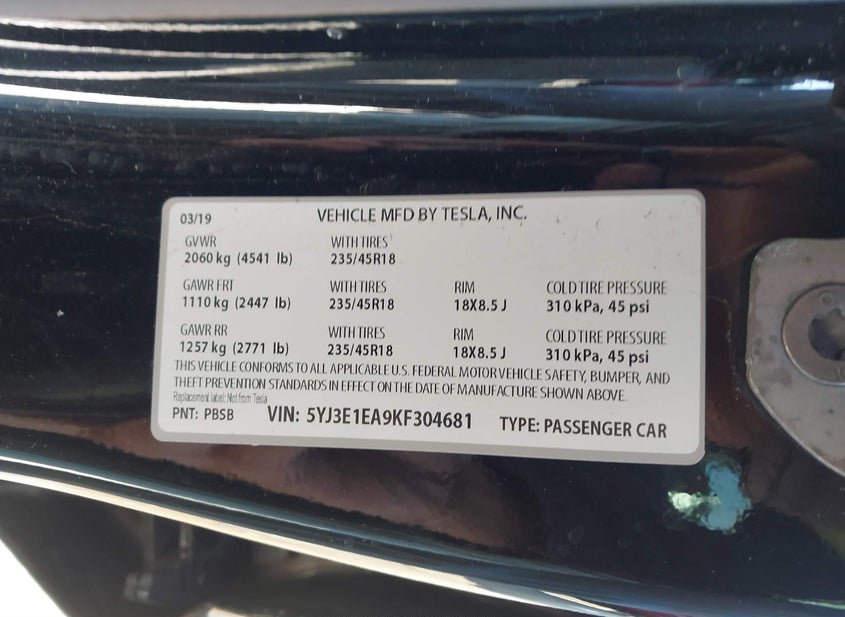 03/19 VEHICLE MFD BY TESLA, INC.
GVWR WITH TIRES
2060 kg (4541 lb) 235/45R18
GAWR FRT WITH TIRES RIM COLD TIRE PRESSURE
1110 kg (2447 lb) 235/45R18 18X8.5 J 310 kPa, 45 psi
GAWR RR WITH TIRES RIM COLD TIRE PRESSURE
1257 kg (2771 lb) 235/45R18 18X8.5 J 310 kPa, 45 psi
THIS VEHICLE CONFORMS TO ALL APPLICABLE U.S. FEDERAL MOTOR VEHICLE SAFETY, BUMPER, AND
THEFT PREVENTION STANDARDS IN EFFECT ON THE DATE OF MANUFACTURE SHOWN ABOVE.
Replacement label: Not from Tesla
PNT: PBSB VIN: 5YJ3E1EA9KF304681 TYPE: PASSENGER CAR